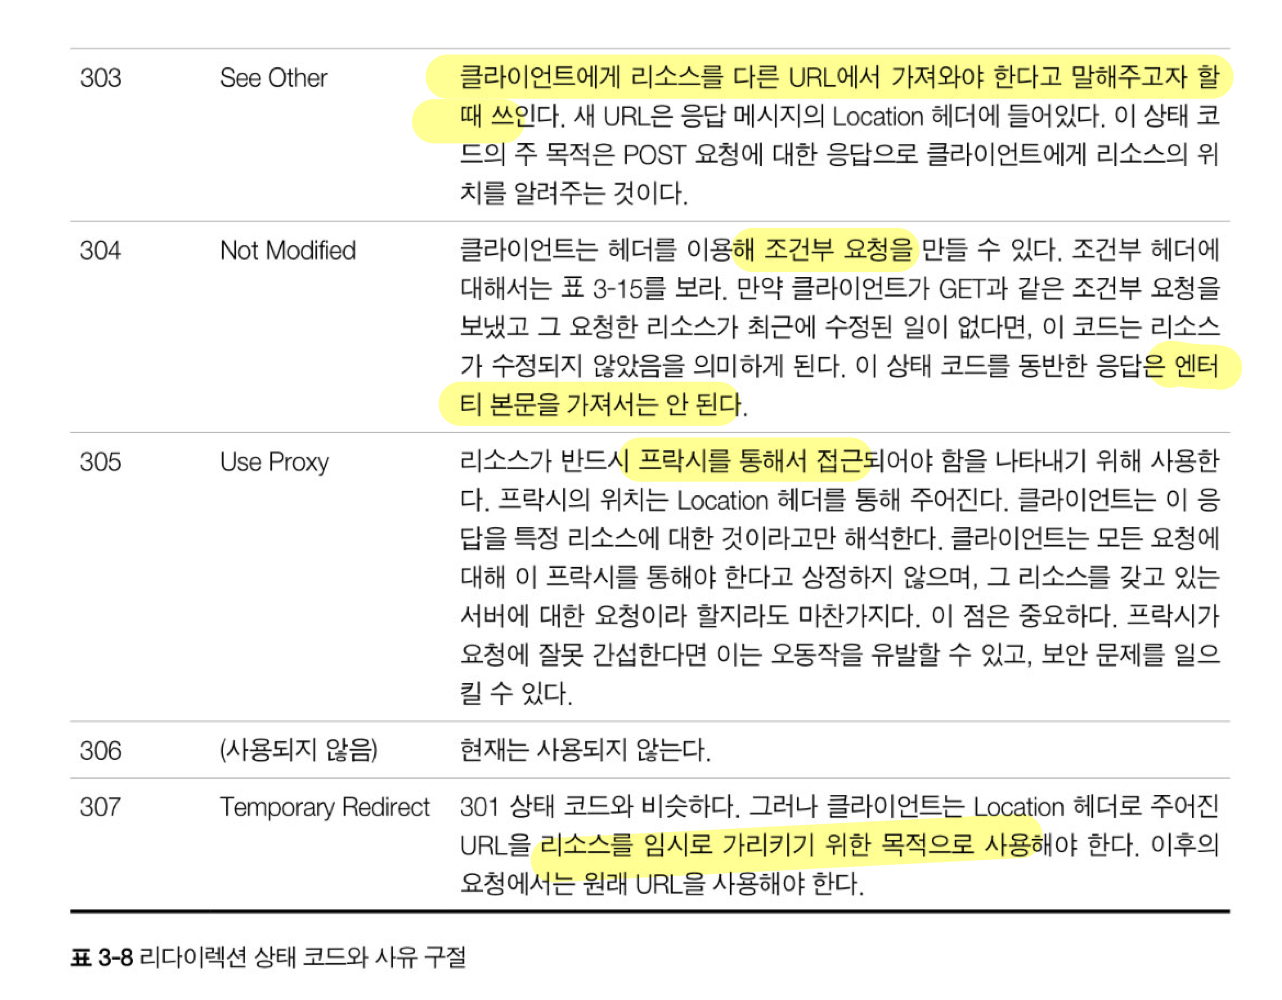 303 See Other 클라이언트에게 리소스를 다른 URL에서 가져와야 한다고 말해주고자 할
때 쓰인다. 새 URL은 응답 메시지의 Location 헤더에 들어있다. 이 상태 코
드의 주 목적은 POST 요청에 대한 응답으로 클라이언트에게 리소스의 위
치를 알려주는 것이다.
304 Not Modified 클라이언트는 헤더를 이용해 조건부 요청을 만들 수 있다. 조건부 헤더에
대해서는 표 3-15를 보라. 만약 클라이언트가 GET과 같은 조건부 요청을
보냈고 그 요청한 리소스가 최근에 수정된 일이 없다면, 이 코드는 리소스
가 수정되지 않았음을 의미하게 된다. 이 상태 코드를 동반한 응답은 엔터
티 본문을 가져서는 안 된다.
305 Use Proxy 리소스가 반드시 프락시를 통해서 접근되어야 함을 나타내기 위해 사용한
다. 프락시의 위치는 Location 헤더를 통해 주어진다. 클라이언트는 이 응
답을 특정 리소스에 대한 것이라고만 해석한다. 클라이언트는 모든 요청에
대해 이 프락시를 통해야 한다고 상정하지 않으며, 그 리소스를 갖고 있는
서버에 대한 요청이라 할지라도 마찬가지다. 이 점은 중요하다. 프락시가
요청에 잘못 간섭한다면 이는 오동작을 유발할 수 있고, 보안 문제를 일으
킬 수 있다.
306 (사용되지 않음) 현재는 사용되지 않는다.
307 Temporary Redirect 301 상태 코드와 비슷하다. 그러나 클라이언트는 Location 헤더로 주어진
URL을 리소스를 임시로 가리키기 위한 목적으로 사용해야 한다. 이후의
요청에서는 원래 URL을 사용해야 한다.
표 3-8 리다이렉션 상태 코드와 사유 구절